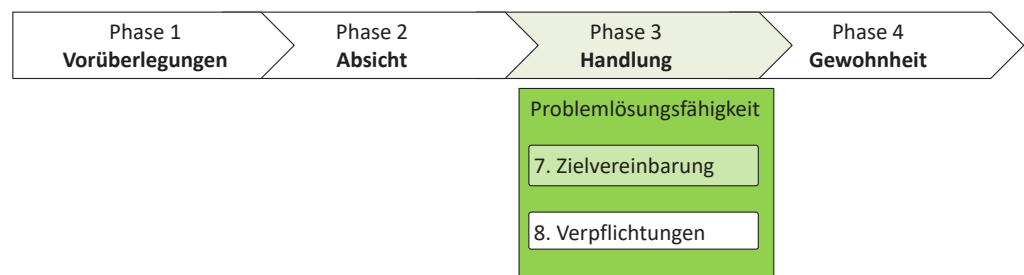 Phase 1
Vorüberlegungen
Phase 2
Absicht
Phase 3
Handlung
Phase 4
Gewohnheit
Problemlösungsfähigkeit
7. Zielvereinbarung
8. Verpflichtungen